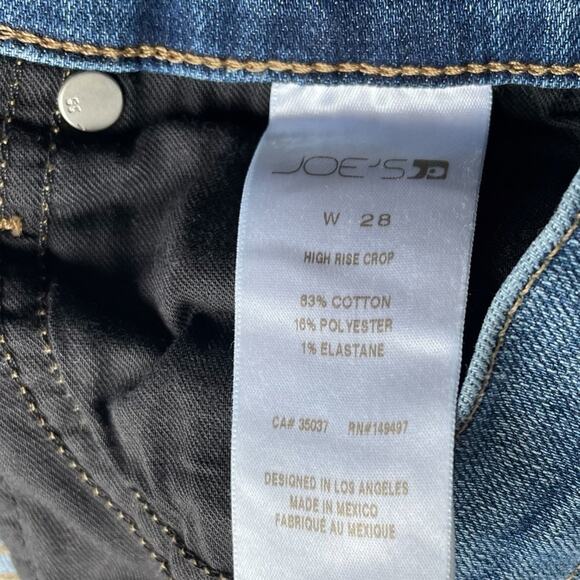 JOE'S
W 28
HIGH RISE CROP
83% COTTON
16% POLYESTER
1% ELASTANE
CA# 35037 RN#149497
DESIGNED IN LOS ANGELES
MADE IN MEXICO
FABRIQUÉ AU MEXIQUE